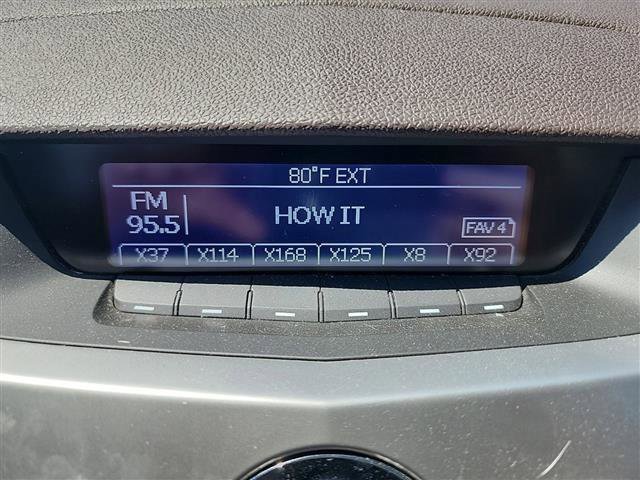 80°F EXT
FM
95.5
HOW IT
FAV 4
X37 X114 X168 X125 X8 X92